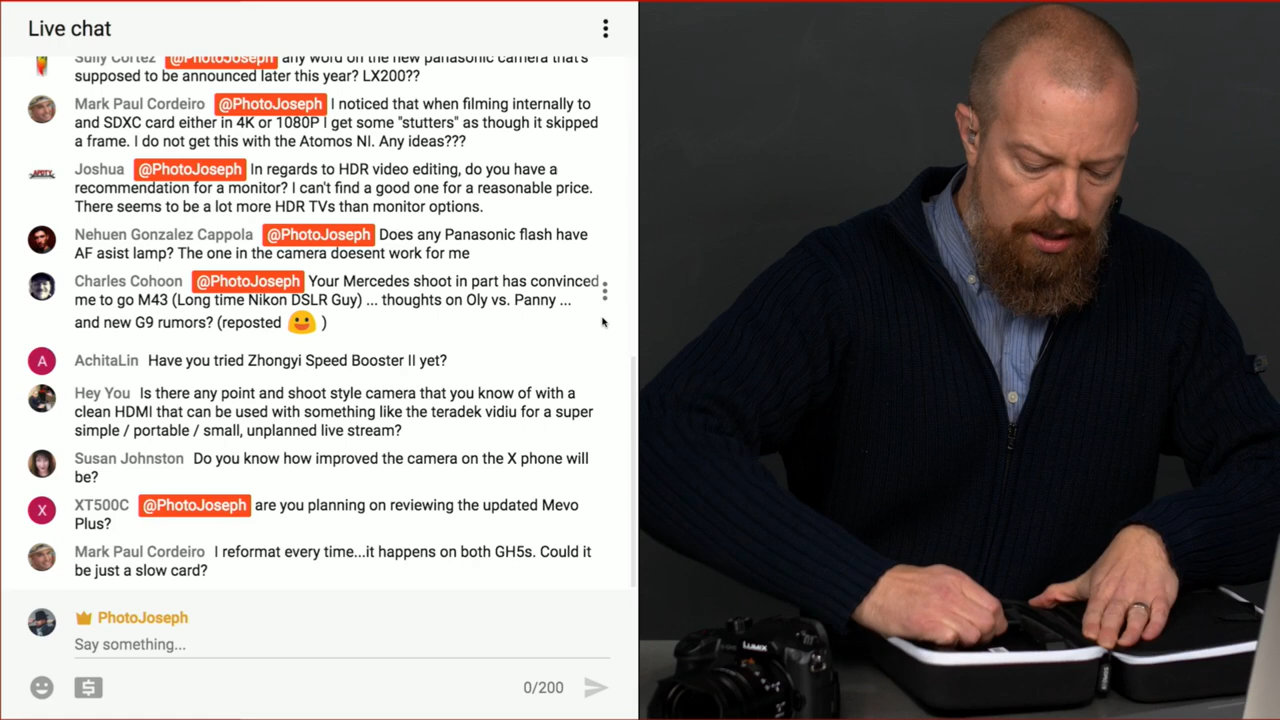 Live chat
Sully Cortez @PhotoJoseph any word on the new panasonic camera that's
supposed to be announced later this year? LX200??
Mark Paul Cordeiro @PhotoJoseph I noticed that when filming internally to
and SDXC card either in 4K or 1080P I get some "stutters" as though it skipped
a frame. I do not get this with the Atomos NI. Any ideas???
Joshua @PhotoJoseph In regards to HDR video editing, do you have a
recommendation for a monitor? I can't find a good one for a reasonable price.
There seems to be a lot more HDR TVs than monitor options.
Nehuen Gonzalez Cappola @PhotoJoseph Does any Panasonic flash have
AF asist lamp? The one in the camera doesent work for me
Charles Cohoon @PhotoJoseph Your Mercedes shoot in part has convinced
me to go M43 (Long time Nikon DSLR Guy) ... thoughts on Oly vs. Panny ...
and new G9 rumors? (reposted 😀 )
A AchitaLin Have you tried Zhongyi Speed Booster II yet?
Hey You Is there any point and shoot style camera that you know of with a
clean HDMI that can be used with something like the teradek vidiu for a super
simple / portable / small, unplanned live stream?
Susan Johnston Do you know how improved the camera on the X phone will
be?
X XT500C @PhotoJoseph are you planning on reviewing the updated Mevo
Plus?
Mark Paul Cordeiro I reformat every time...it happens on both GH5s. Could it
be just a slow card?
PhotoJoseph
Say something...
$ 0/200
LUMIX